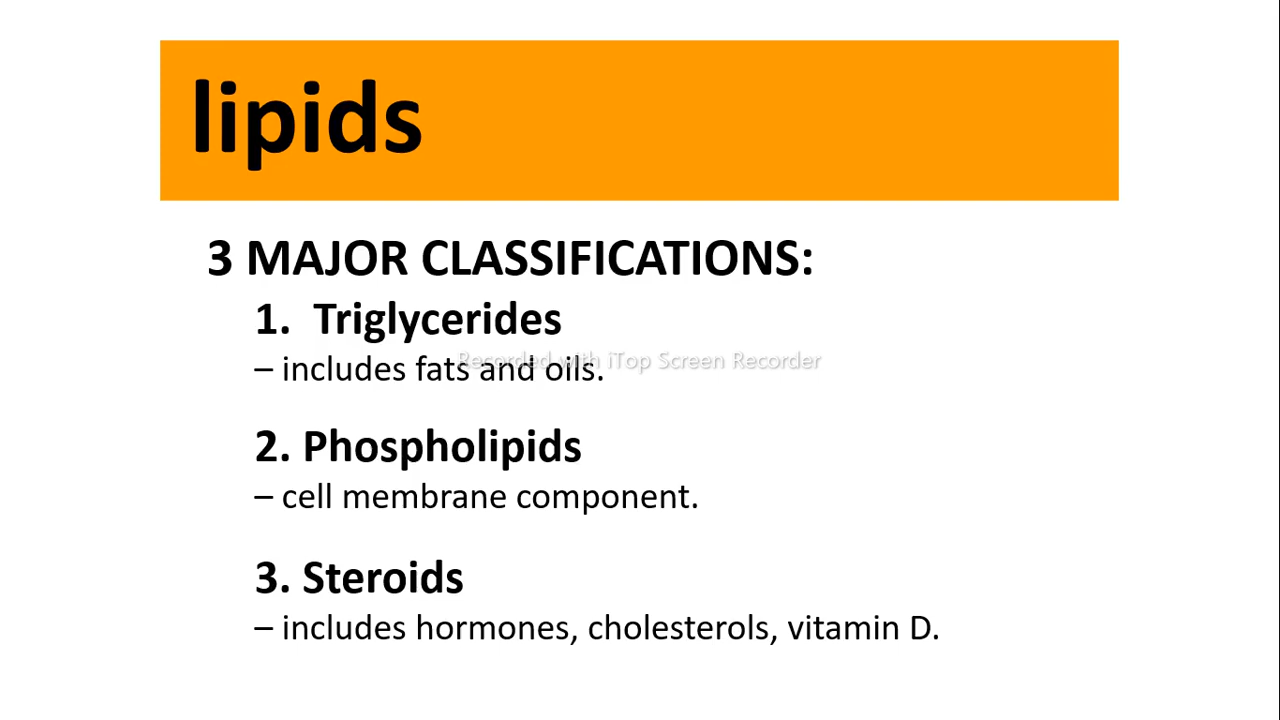 lipids
3 MAJOR CLASSIFICATIONS:
1. Triglycerides
– includes fats and oils.
Recorded with iTop Screen Recorder
2. Phospholipids
– cell membrane component.
3. Steroids
– includes hormones, cholesterols, vitamin D.